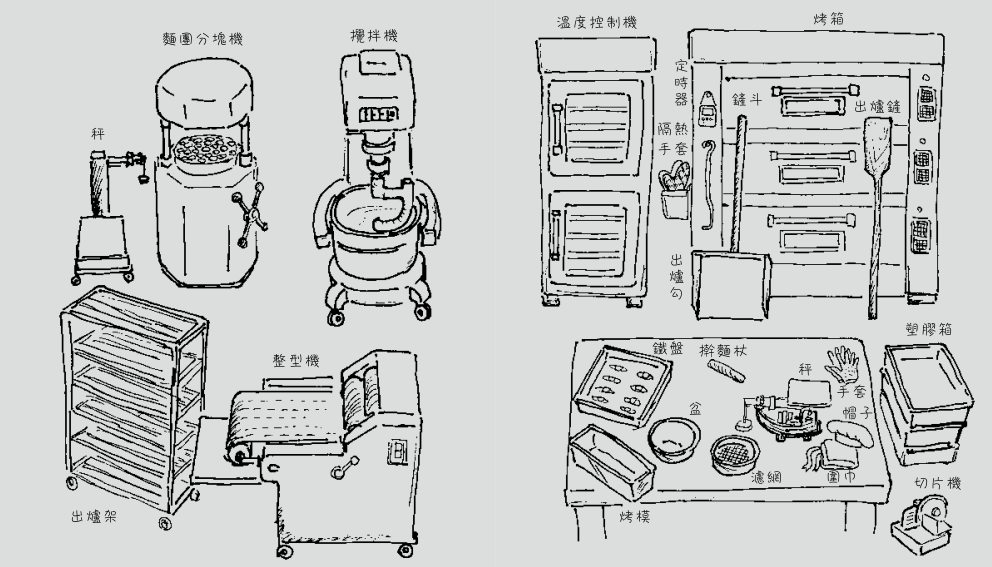 麵團分塊機
攪拌機
秤
整型機
出爐架
溫度控制機
烤箱
定時器
鏟斗
出爐鏟
隔熱
手套
出爐勾
塑膠箱
鐵盤
擀麵杖
秤
手套
帽子
盆
濾網
圍巾
烤模
切片機